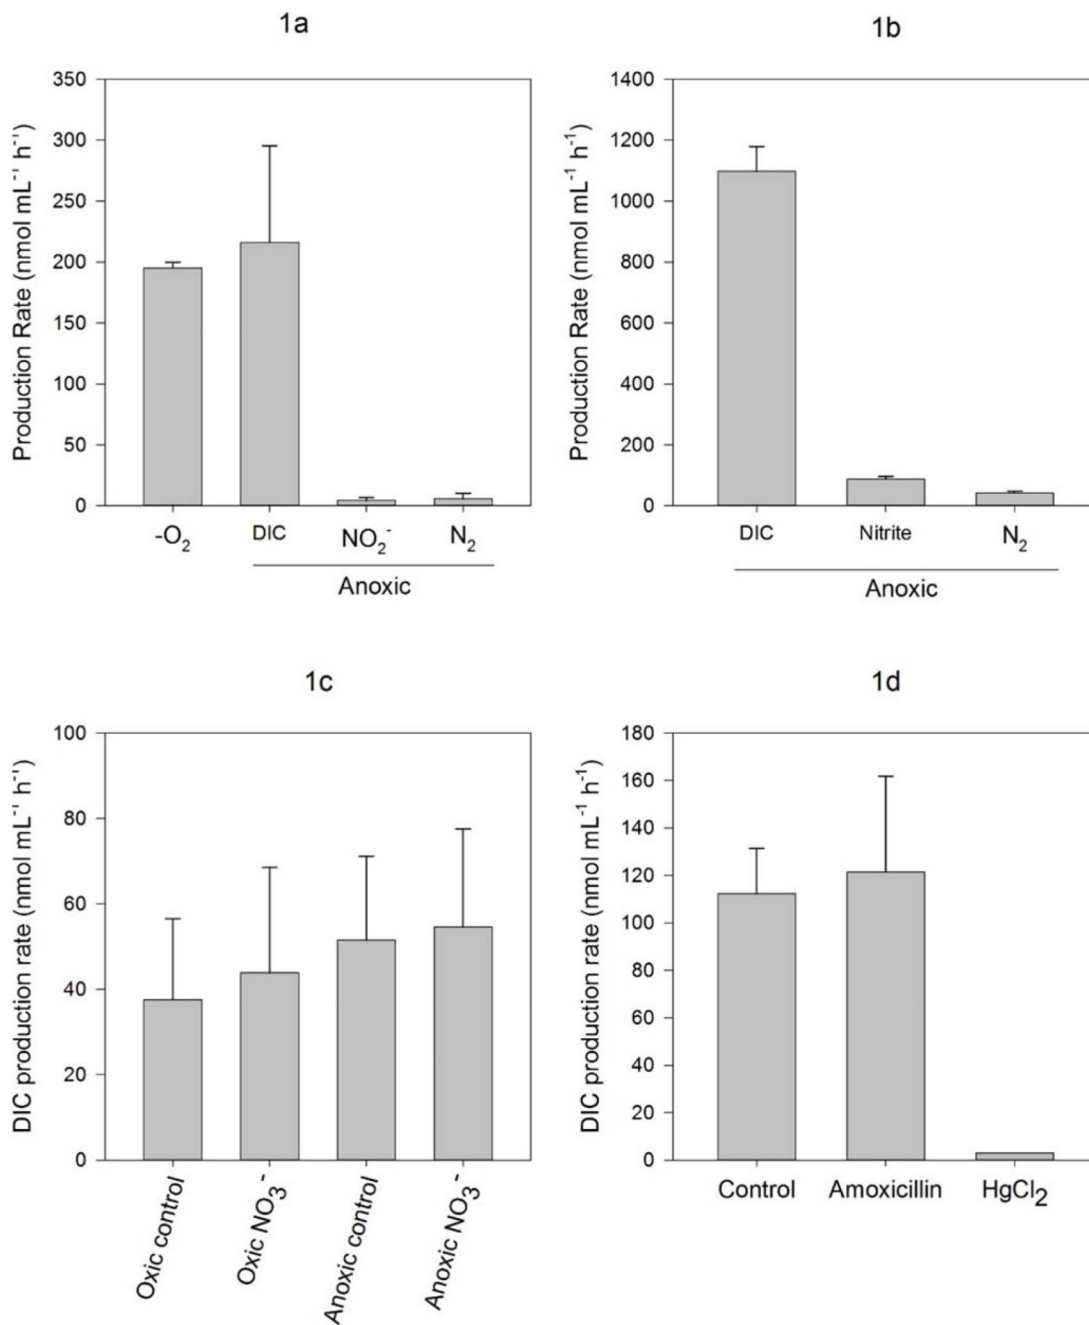 1a
Production Rate (nmol mL⁻¹ h⁻¹)
350
300
250
200
150
100
50
0
-O₂
DIC
NO₂⁻
N₂
Anoxic
1b
Production Rate (nmol mL⁻¹ h⁻¹)
1400
1200
1000
800
600
400
200
0
DIC
Nitrite
N₂
Anoxic
1c
DIC production rate (nmol mL⁻¹ h⁻¹)
100
80
60
40
20
0
Oxic control
Oxic NO₃⁻
Anoxic control
Anoxic NO₃⁻
1d
DIC production rate (nmol mL⁻¹ h⁻¹)
180
160
140
120
100
80
60
40
20
0
Control
Amoxicillin
HgCl₂